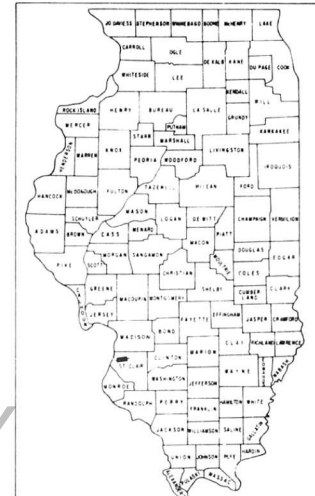 JO DAVIESS STEPHENSON WINNEBAGO BOONE McHENRY LAKE
CARROLL OGLE
DE KALB KANE
DU PAGE COOK
WHITESIDE LEE
KENDALL
ROCK ISLAND HENRY BUREAU LA SALLE WILL
GRUNDY
MERCER PUTNAM
STARK MARSHALL KANKAKEE
HENDERSON WARREN KNOX LIVINGSTON
PEORIA WOODFORD IROQUOIS
HANCOCK McDONOUGH FULTON TAZEWELL McLEAN FORD
MASON
SCHUYLER LOGAN DE WITT CHAMPAIGN VERMILION
ADAMS BROWN CASS MENARD PIATT
MACON
MORGAN SANGAMON DOUGLAS
PIKE SCOTT MOULTRIE EDGAR
CHRISTIAN COLES
SHELBY
GREENE CUMBER LAND CLARK
CALHOUN MACOUPIN MONTGOMERY
JERSEY FAYETTE EFFINGHAM JASPER CRAWFORD
BOND
MADISON CLAY RICHLAND LAWRENCE
MARION
CLINTON
ST CLAIR WAYNE WABASH
WASHINGTON JEFFERSON
MONROE
RANDOLPH PERRY HAMILTON WHITE
FRANKLIN
JACKSON WILLIAMSON SALINE GALLATIN
HARDIN
UNION JOHNSON POPE
ALEXANDER PULASKI MASSAC